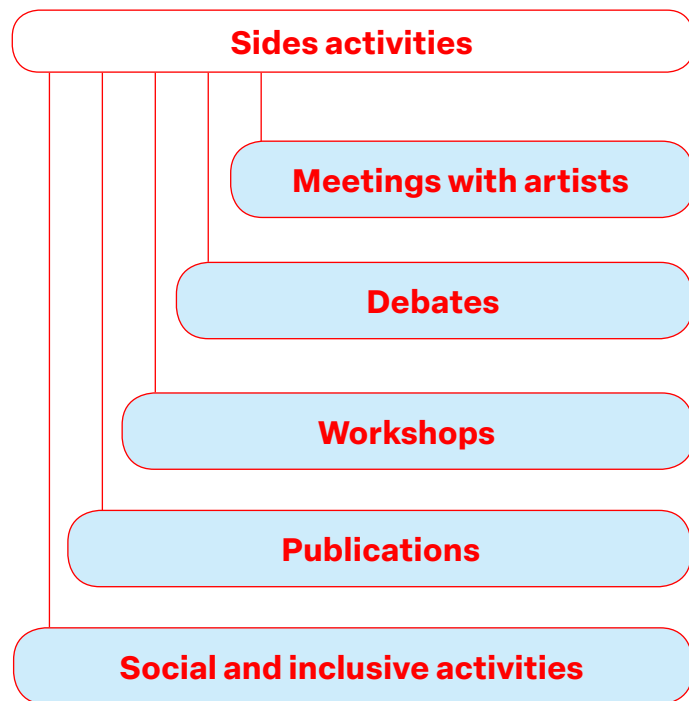 Sides activities
Meetings with artists
Debates
Workshops
Publications
Social and inclusive activities